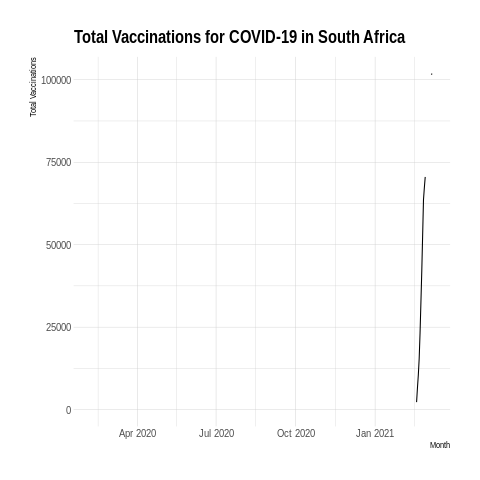 Total Vaccinations for COVID-19 in South Africa
Total Vaccinations
100000
75000
50000
25000
0
Apr 2020 Jul 2020 Oct 2020 Jan 2021
Month